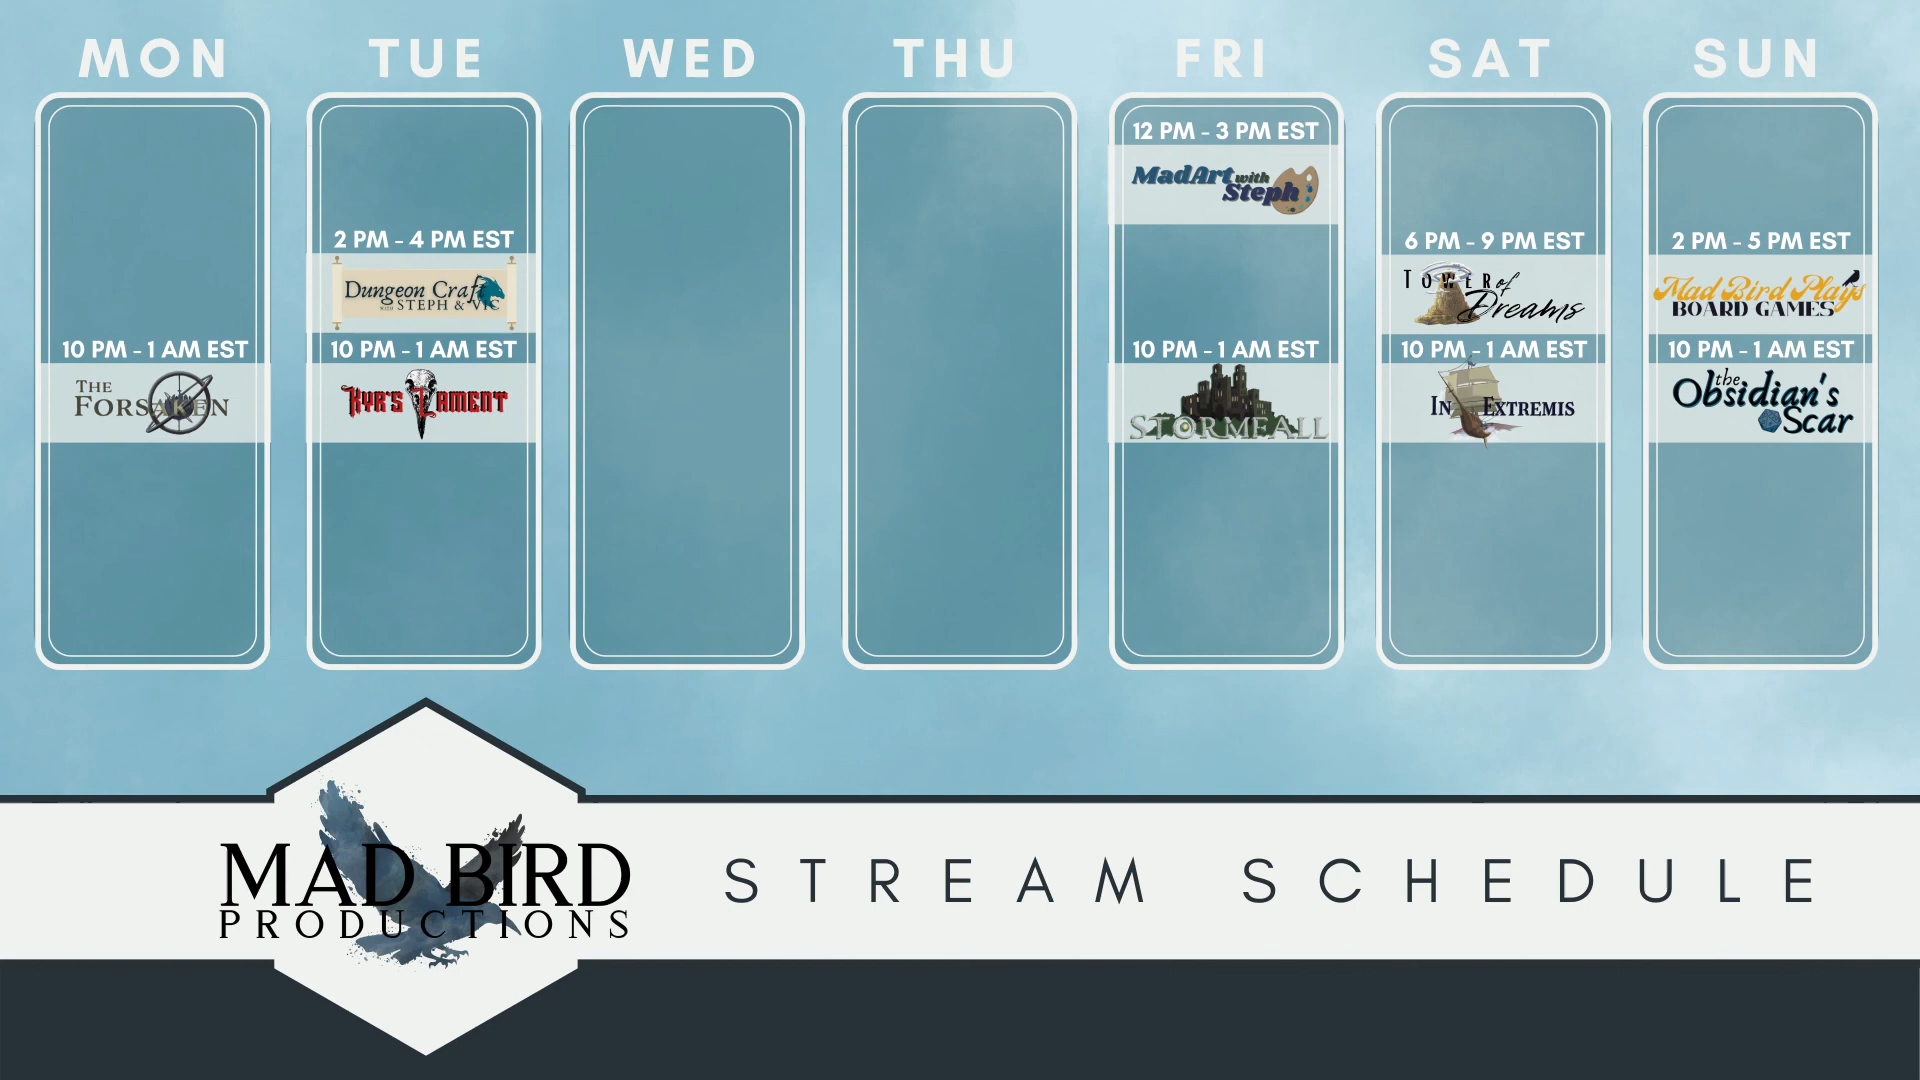 MON
10 PM - 1 AM EST
THE
FORSAKEN
TUE
2 PM - 4 PM EST
Dungeon Craft
WITH STEPH & VIC
10 PM - 1 AM EST
KYR'S LAMENT
WED
THU
FRI
12 PM - 3 PM EST
MadArt with
Steph
10 PM - 1 AM EST
STORMFALL
SAT
6 PM - 9 PM EST
TOWER of
Dreams
10 PM - 1 AM EST
IN EXTREMIS
SUN
2 PM - 5 PM EST
Mad Bird Plays
BOARD GAMES
10 PM - 1 AM EST
the
Obsidian's
Scar
MAD BIRD
PRODUCTIONS
STREAM SCHEDULE